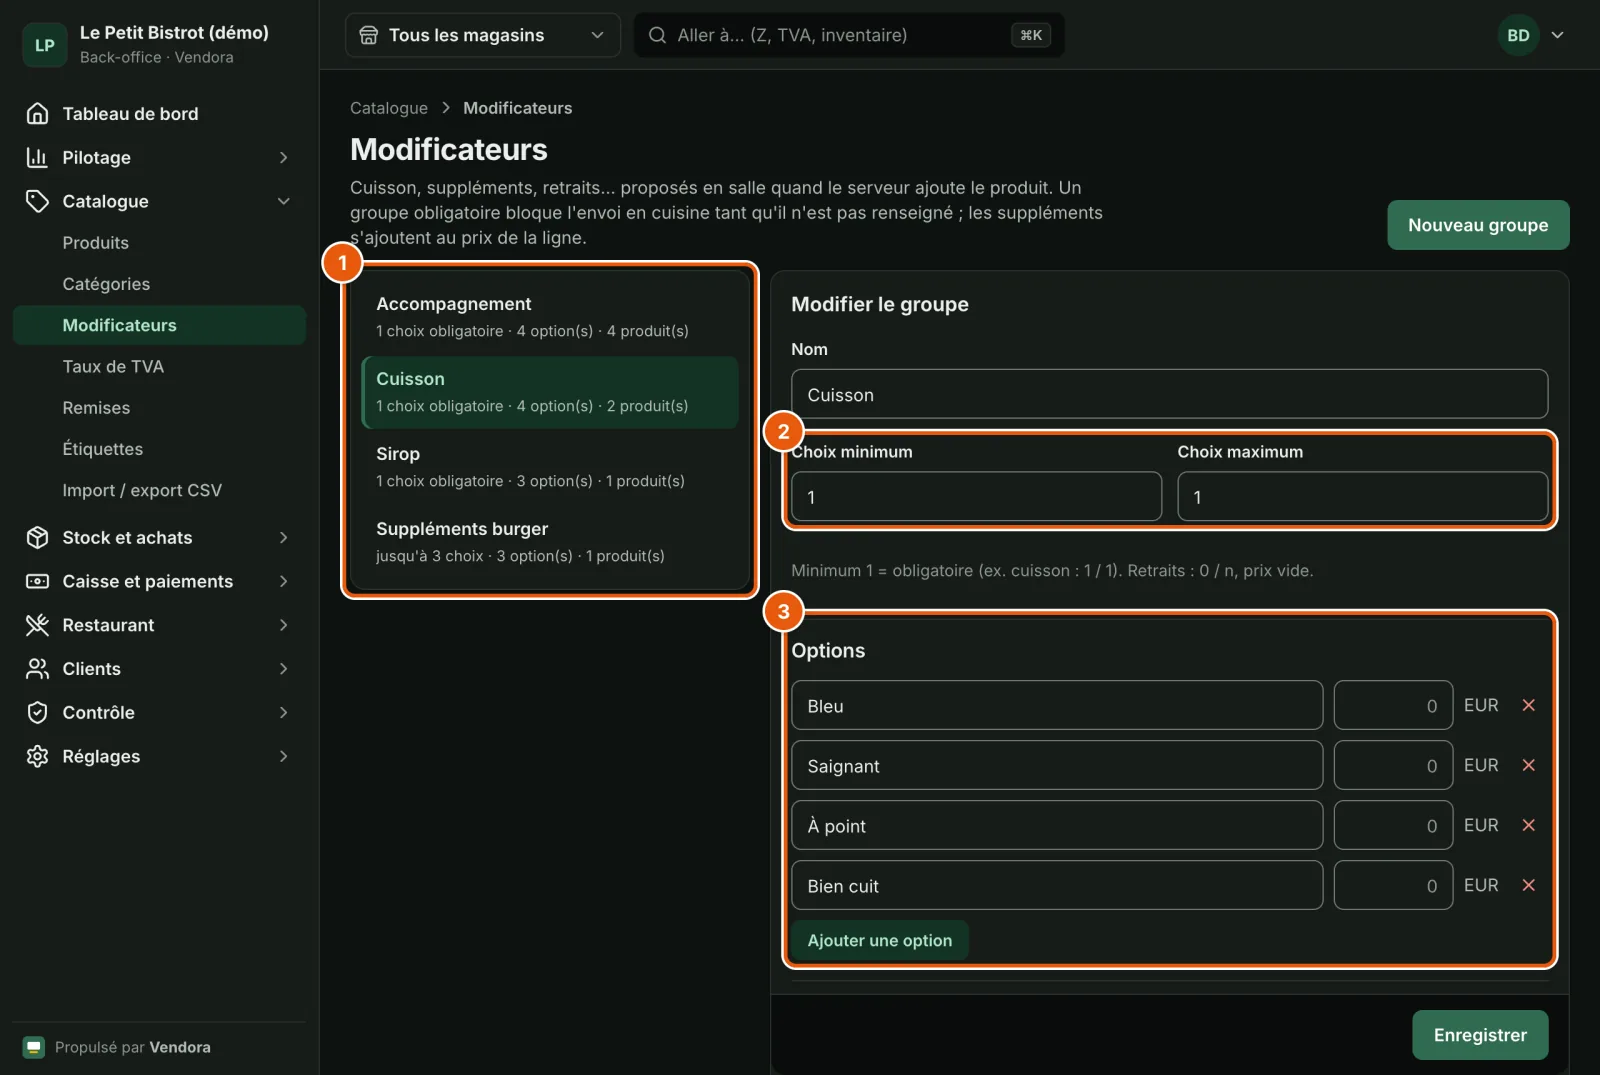 LP
Le Petit Bistrot (démo)
Back-office · Vendora
Tous les magasins
Aller à... (Z, TVA, inventaire)
⌘K
BD
Tableau de bord
Pilotage
Catalogue
Produits
Catégories
Modificateurs
Taux de TVA
Remises
Étiquettes
Import / export CSV
Stock et achats
Caisse et paiements
Restaurant
Clients
Contrôle
Réglages
Propulsé par Vendora
Catalogue > Modificateurs
Modificateurs
Cuisson, suppléments, retraits... proposés en salle quand le serveur ajoute le produit. Un
groupe obligatoire bloque l'envoi en cuisine tant qu'il n'est pas renseigné ; les suppléments
s'ajoutent au prix de la ligne.
Nouveau groupe
1
Accompagnement
1 choix obligatoire · 4 option(s) · 4 produit(s)
Cuisson
1 choix obligatoire · 4 option(s) · 2 produit(s)
Sirop
1 choix obligatoire · 3 option(s) · 1 produit(s)
Suppléments burger
jusqu'à 3 choix · 3 option(s) · 1 produit(s)
Modifier le groupe
Nom
Cuisson
2
Choix minimum
Choix maximum
1
1
Minimum 1 = obligatoire (ex. cuisson : 1 / 1). Retraits : 0 / n, prix vide.
3
Options
Bleu
0 EUR
Saignant
0 EUR
À point
0 EUR
Bien cuit
0 EUR
Ajouter une option
Enregistrer